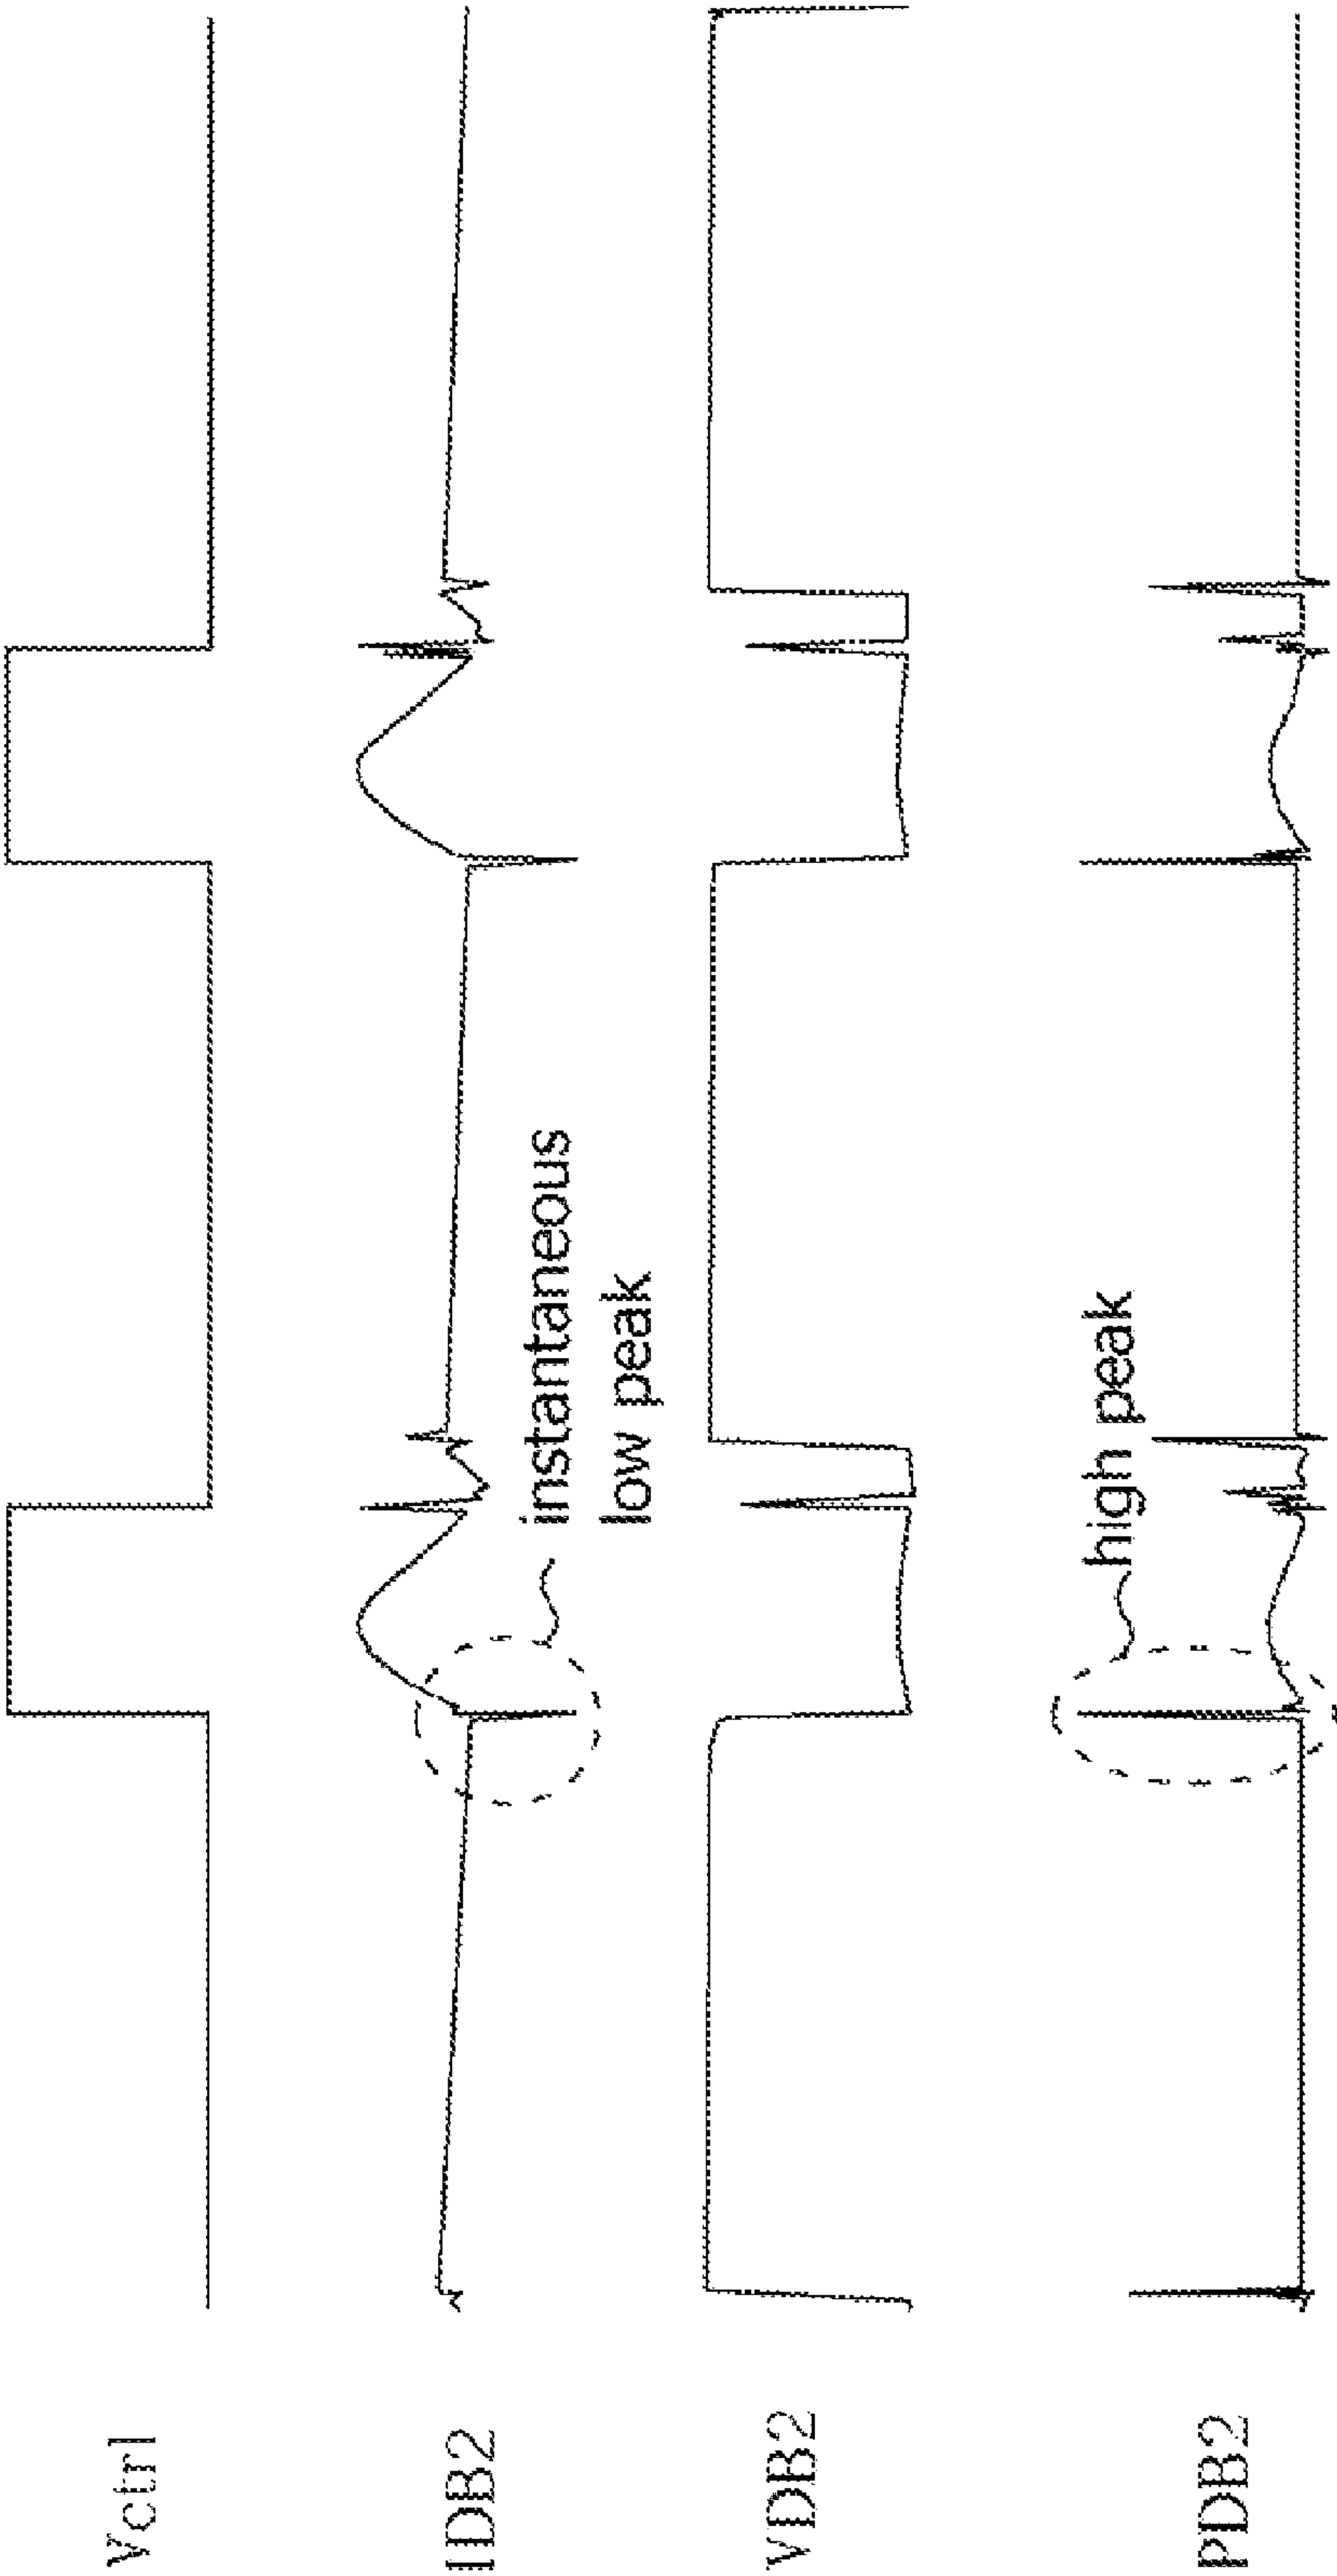 Vctrl
IDB2
instantaneous
low peak
VDB2
high peak
PDB2